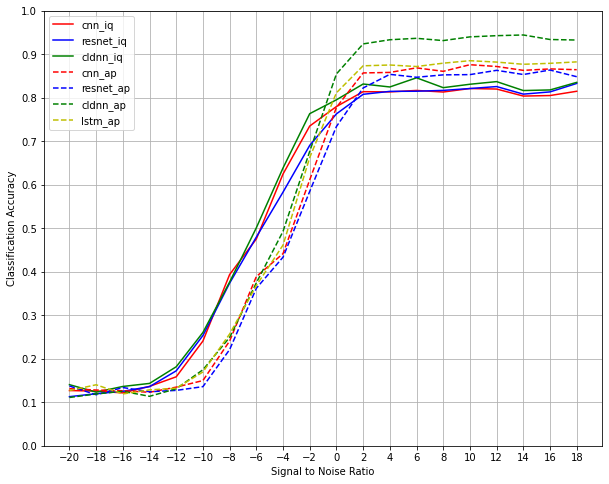 1.0
0.9
0.8
0.7
0.6
0.5
0.4
0.3
0.2
0.1
0.0
Classification Accuracy
cnn_iq
resnet_iq
cldnn_iq
cnn_ap
resnet_ap
cldnn_ap
lstm_ap
−20 −18 −16 −14 −12 −10 −8 −6 −4 −2 0 2 4 6 8 10 12 14 16 18
Signal to Noise Ratio